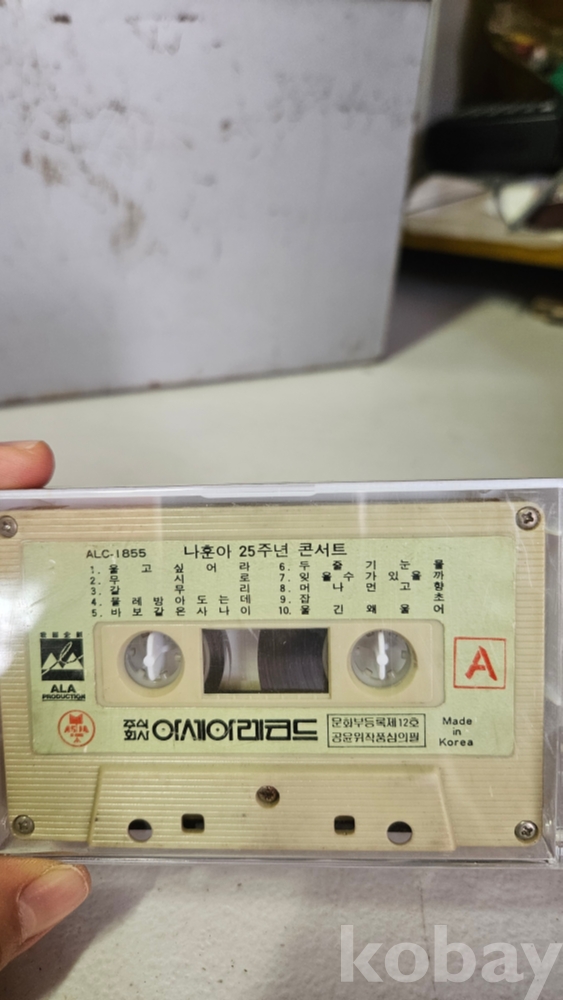 ALC-1855 나훈아 25주년 콘서트
1. 울고싶어라 6. 두줄기눈물
2. 무시로 7. 잊을수가있을까
3. 갈무리 8. 머나먼고향
4. 물레방아도는데 9. 잡초
5. 바보같은사나이 10. 울긴왜울어
ALA
PRODUCTION
A
ASIA
주식회사 아세아레코드
문화부등록제12호
공윤위작품심의필
Made
in
Korea
kobay